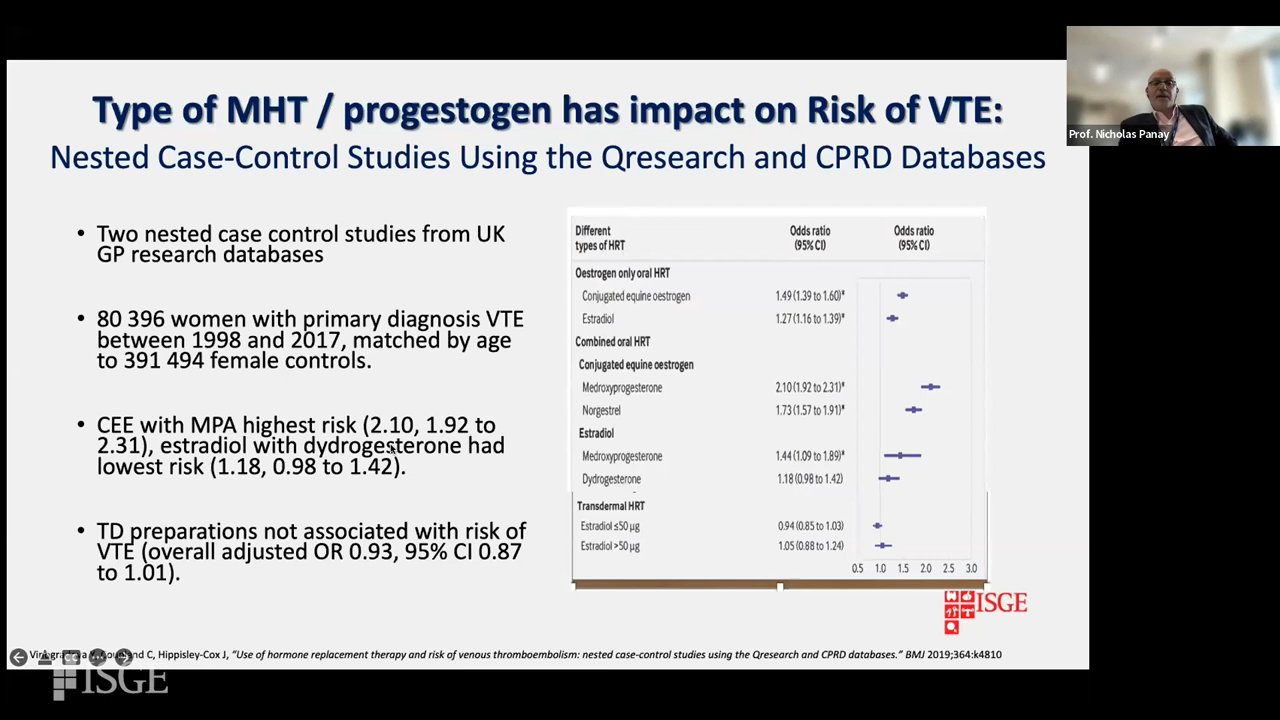 Type of MHT / progestogen has impact on Risk of VTE:
Nested Case-Control Studies Using the Qresearch and CPRD Databases
Prof. Nicholas Panay
• Two nested case control studies from UK
GP research databases
• 80 396 women with primary diagnosis VTE
between 1998 and 2017, matched by age
to 391 494 female controls.
• CEE with MPA highest risk (2.10, 1.92 to
2.31), estradiol with dydrogesterone had
lowest risk (1.18, 0.98 to 1.42).
• TD preparations not associated with risk of
VTE (overall adjusted OR 0.93, 95% CI 0.87
to 1.01).
Different Odds ratio Odds ratio
types of HRT (95% CI) (95% CI)
Oestrogen only oral HRT
Conjugated equine oestrogen 1.49 (1.39 to 1.60)*
Estradiol 1.27 (1.16 to 1.39)*
Combined oral HRT
Conjugated equine oestrogen
Medroxyprogesterone 2.10 (1.92 to 2.31)*
Norgestrel 1.73 (1.57 to 1.91)*
Estradiol
Medroxyprogesterone 1.44 (1.09 to 1.89)*
Dydrogesterone 1.18 (0.98 to 1.42)
Transdermal HRT
Estradiol ≤50 µg 0.94 (0.85 to 1.03)
Estradiol >50 µg 1.05 (0.88 to 1.24)
0.5 1.0 1.5 2.0 2.5 3.0
ISGE
C, Hippisley-Cox J, "Use of hormone replacement therapy and risk of venous thromboembolism: nested case-control studies using the Qresearch and CPRD databases." BMJ 2019;364:k4810
ISGE